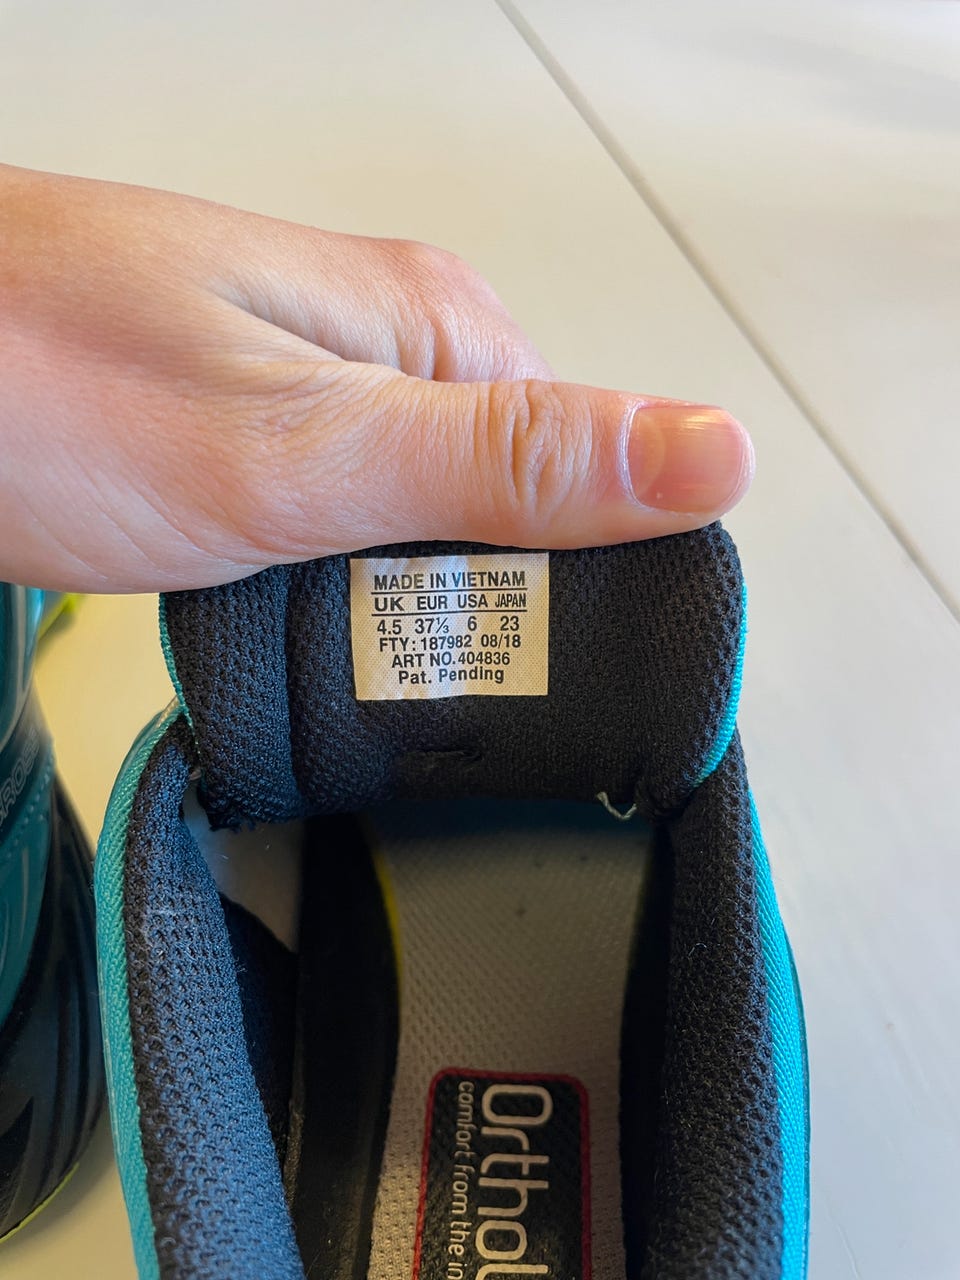 MADE IN VIETNAM
UK EUR USA JAPAN
4.5 37⅓ 6 23
FTY: 187982 08/18
ART NO. 404836
Pat. Pending
Orthol
comfort from the in